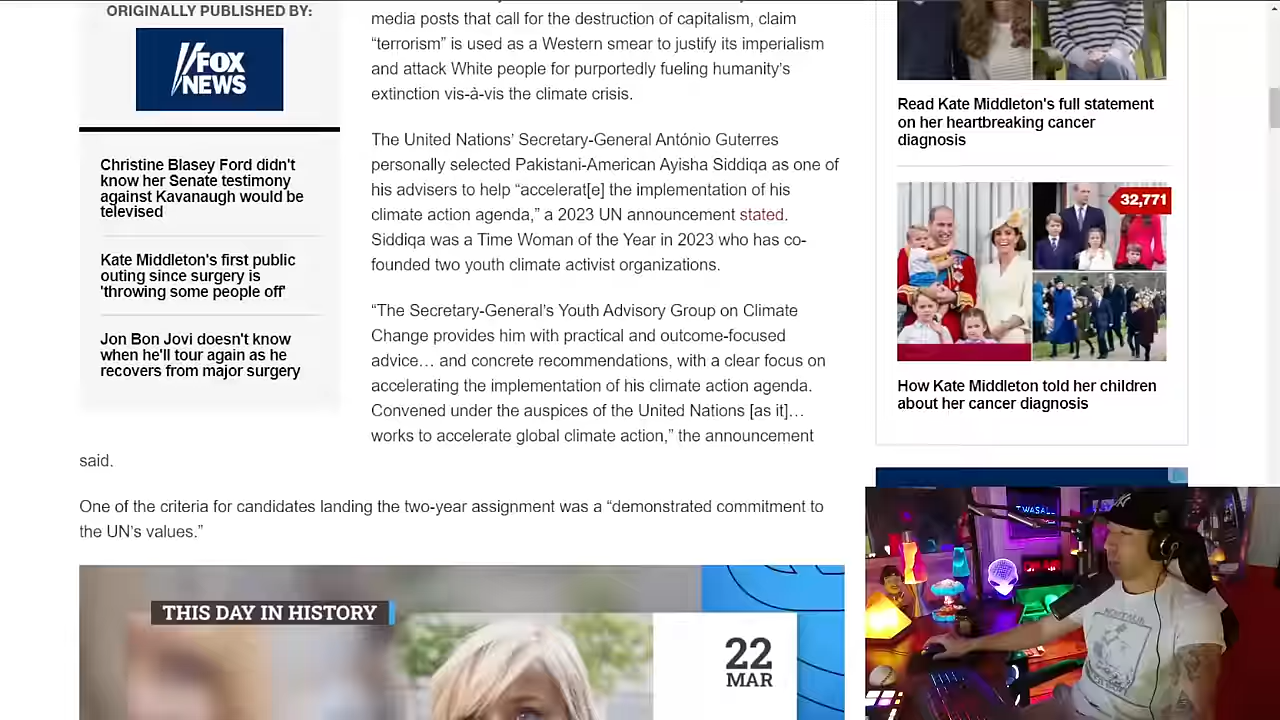 ORIGINALLY PUBLISHED BY:
FOX
NEWS
Christine Blasey Ford didn't
know her Senate testimony
against Kavanaugh would be
televised
Kate Middleton's first public
outing since surgery is
'throwing some people off'
Jon Bon Jovi doesn't know
when he'll tour again as he
recovers from major surgery
media posts that call for the destruction of capitalism, claim
“terrorism” is used as a Western smear to justify its imperialism
and attack White people for purportedly fueling humanity’s
extinction vis-à-vis the climate crisis.
The United Nations’ Secretary-General António Guterres
personally selected Pakistani-American Ayisha Siddiqa as one of
his advisers to help “accelerat[e] the implementation of his
climate action agenda,” a 2023 UN announcement stated.
Siddiqa was a Time Woman of the Year in 2023 who has co-
founded two youth climate activist organizations.
“The Secretary-General’s Youth Advisory Group on Climate
Change provides him with practical and outcome-focused
advice… and concrete recommendations, with a clear focus on
accelerating the implementation of his climate action agenda.
Convened under the auspices of the United Nations [as it]…
works to accelerate global climate action,” the announcement
said.
One of the criteria for candidates landing the two-year assignment was a “demonstrated commitment to
the UN’s values.”
THIS DAY IN HISTORY
22
MAR
Read Kate Middleton's full statement
on her heartbreaking cancer
diagnosis
32,771
How Kate Middleton told her children
about her cancer diagnosis